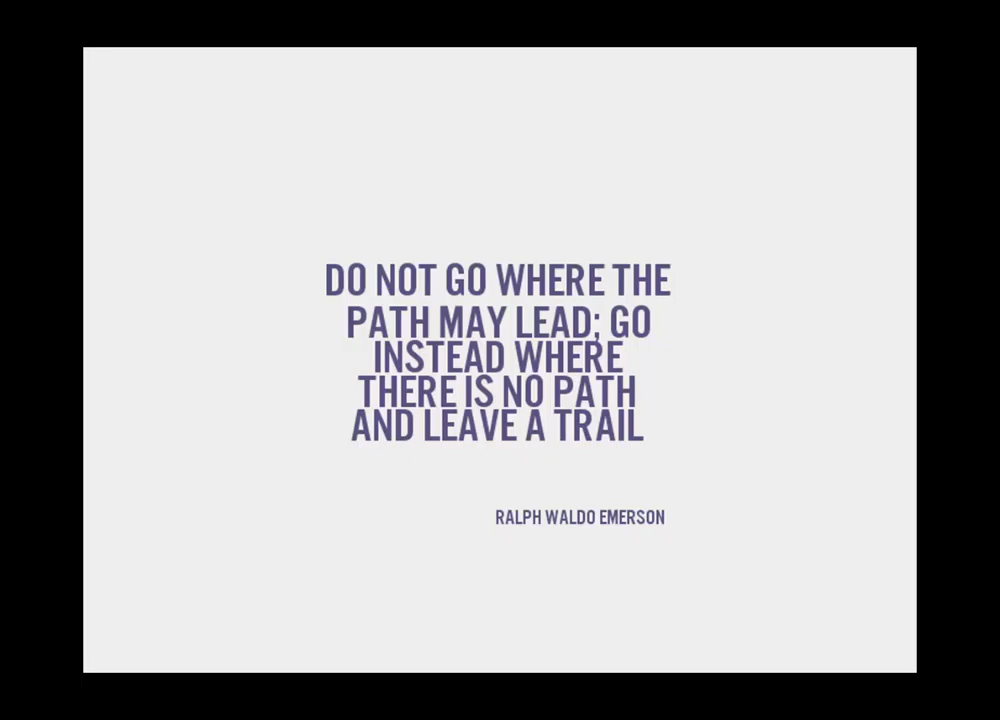 DO NOT GO WHERE THE
PATH MAY LEAD; GO
INSTEAD WHERE
THERE IS NO PATH
AND LEAVE A TRAIL
RALPH WALDO EMERSON